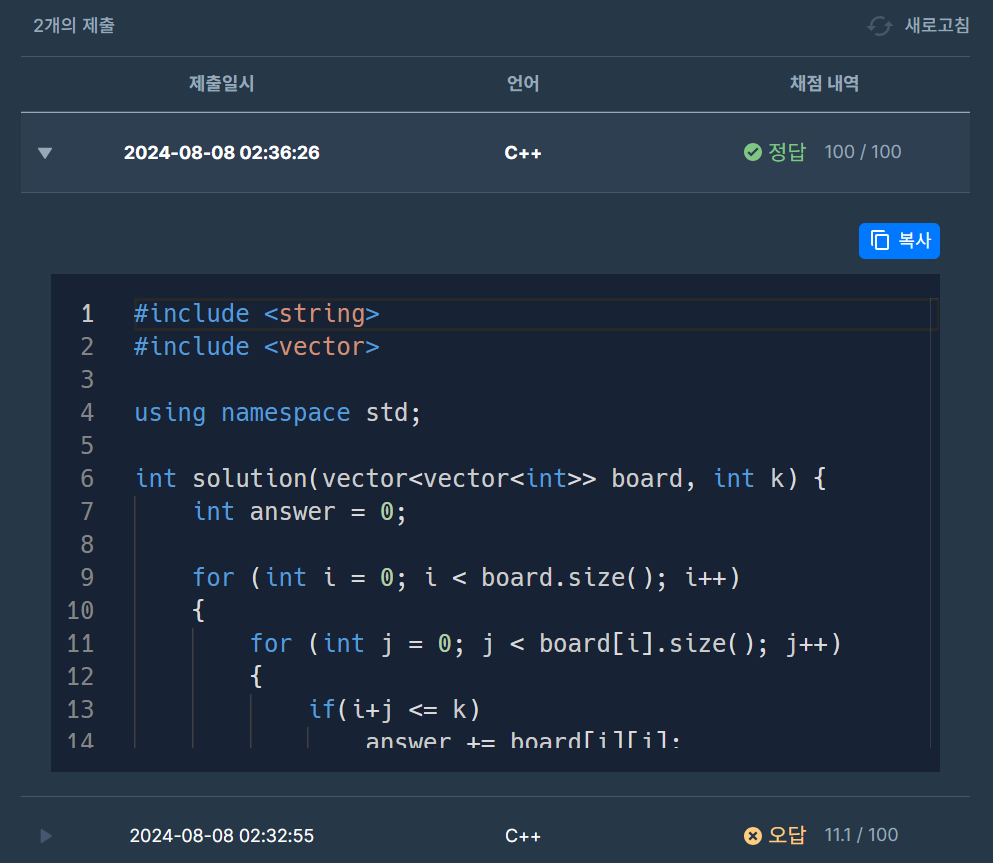 2개의 제출 새로고침
제출일시 언어 채점 내역
2024-08-08 02:36:26 C++ 정답 100 / 100
복사
1 #include <string>
2 #include <vector>
3
4 using namespace std;
5
6 int solution(vector<vector<int>> board, int k) {
7 int answer = 0;
8
9 for (int i = 0; i < board.size(); i++)
10 {
11 for (int j = 0; j < board[i].size(); j++)
12 {
13 if(i+j <= k)
14 answer += board[i][j];
2024-08-08 02:32:55 C++ 오답 11.1 / 100